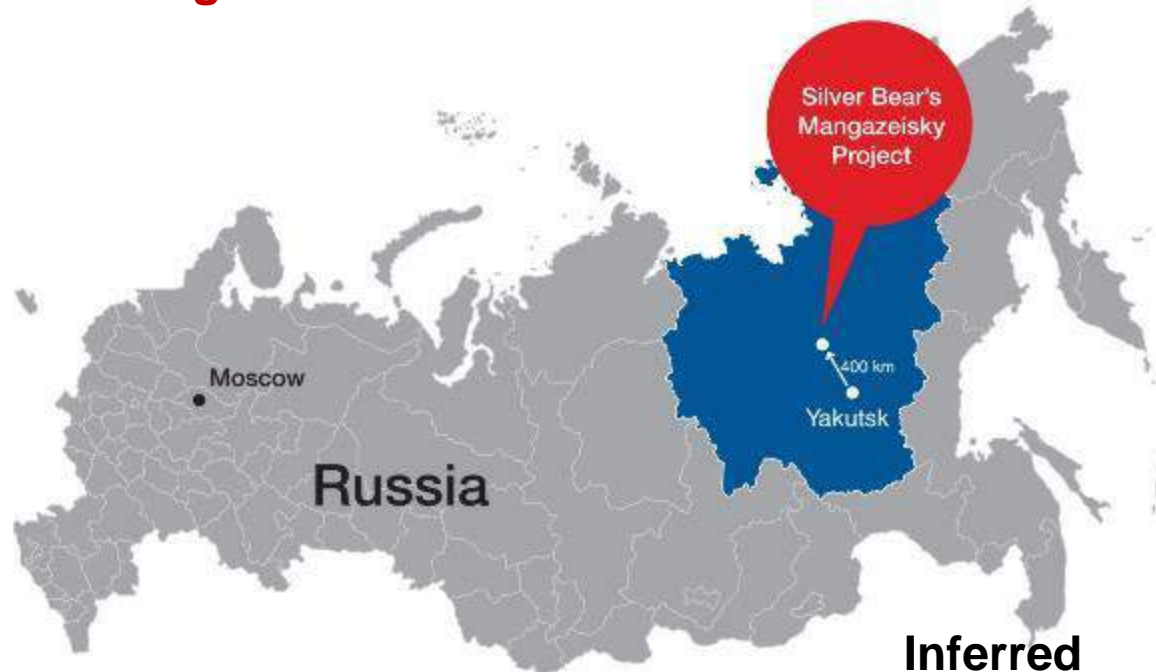 Silver Bear's
Mangazeisky
Project
400 km
Moscow
Yakutsk
Russia
Inferred